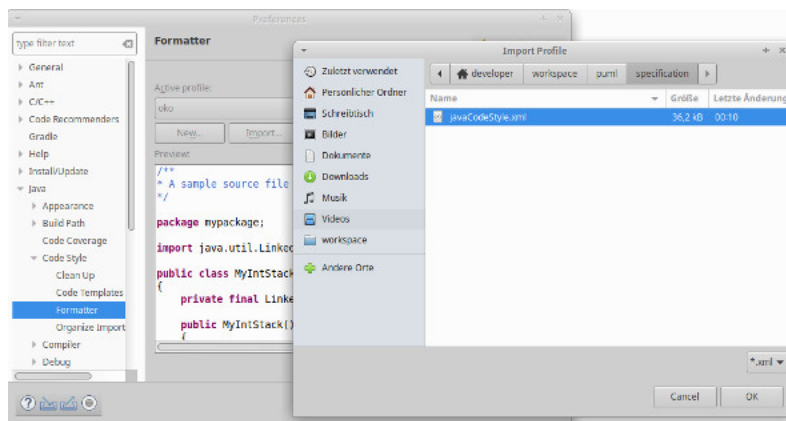 Preferences
type filter text
General
Ant
C/C++
Code Recommenders
Gradle
Help
Install/Update
Java
Appearance
Build Path
Code Coverage
Code Style
Clean Up
Code Templates
Formatter
Organize Import
Compiler
Debug
Formatter
Active profile:
oko
New...
Import...
Preview:
/**
* A sample source file
*/
package mypackage;
import java.util.Linke
public class MyIntStack
{
private final Linke
public MyIntStack()
{
Import Profile
Zuletzt verwendet
Persönlicher Ordner
Schreibtisch
Bilder
Dokumente
Downloads
Musik
Videos
workspace
Andere Orte
developer workspace puml specification
Name Größe Letzte Änderung
javaCodeStyle.xml 36,2 kB 00:10
*.xml
Cancel OK